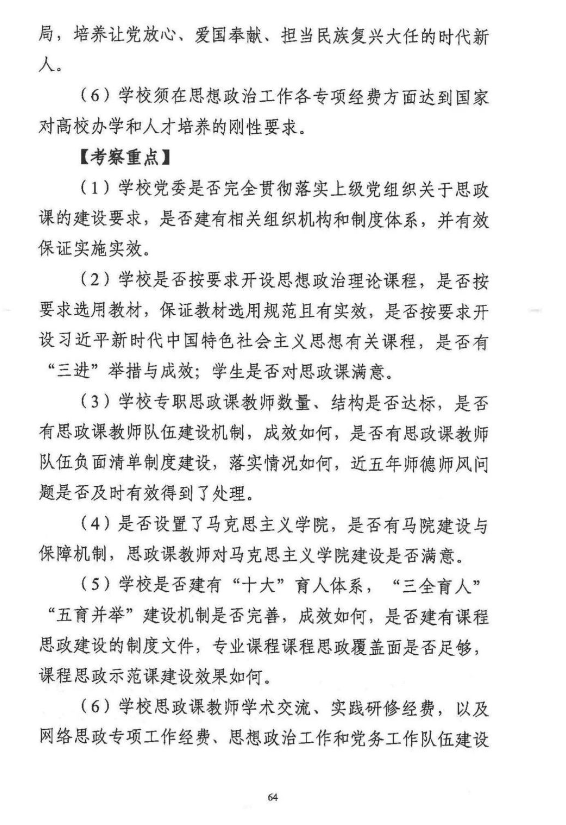 局，培养让党放心、爱国奉献、担当民族复兴大任的时代新
人。
（6）学校须在思想政治工作各专项经费方面达到国家
对高校办学和人才培养的刚性要求。
【考察重点】
（1）学校党委是否完全贯彻落实上级党组织关于思政
课的建设要求，是否建有相关组织机构和制度体系，并有效
保证实施实效。
（2）学校是否按要求开设思想政治理论课程，是否按
要求选用教材，保证教材选用规范且有实效，是否按要求开
设习近平新时代中国特色社会主义思想有关课程，是否有
“三进”举措与成效；学生是否对思政课满意。
（3）学校专职思政课教师数量、结构是否达标，是否
有思政课教师队伍建设机制，成效如何，是否有思政课教师
队伍负面清单制度建设，落实情况如何，近五年师德师风问
题是否及时有效得到了处理。
（4）是否设置了马克思主义学院，是否有马院建设与
保障机制，思政课教师对马克思主义学院建设是否满意。
（5）学校是否建有“十大”育人体系，“三全育人”
“五育并举”建设机制是否完善，成效如何，是否建有课程
思政建设的制度文件，专业课程课程思政覆盖面是否足够，
课程思政示范课建设效果如何。
（6）学校思政课教师学术交流、实践研修经费，以及
网络思政专项工作经费、思想政治工作和党务工作队伍建设
64